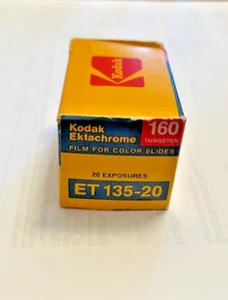 Kodak
Kodak
Ektachrome
160
TUNGSTEN
FILM FOR COLOR SLIDES
20 EXPOSURES
ET 135-20